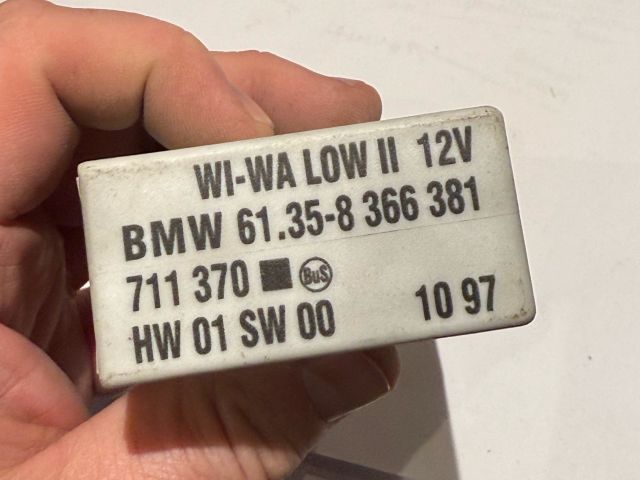 WI-WA LOW II 12V
BMW 61.35-8 366 381
711 370 ■ BuS
HW 01 SW 00 10 97